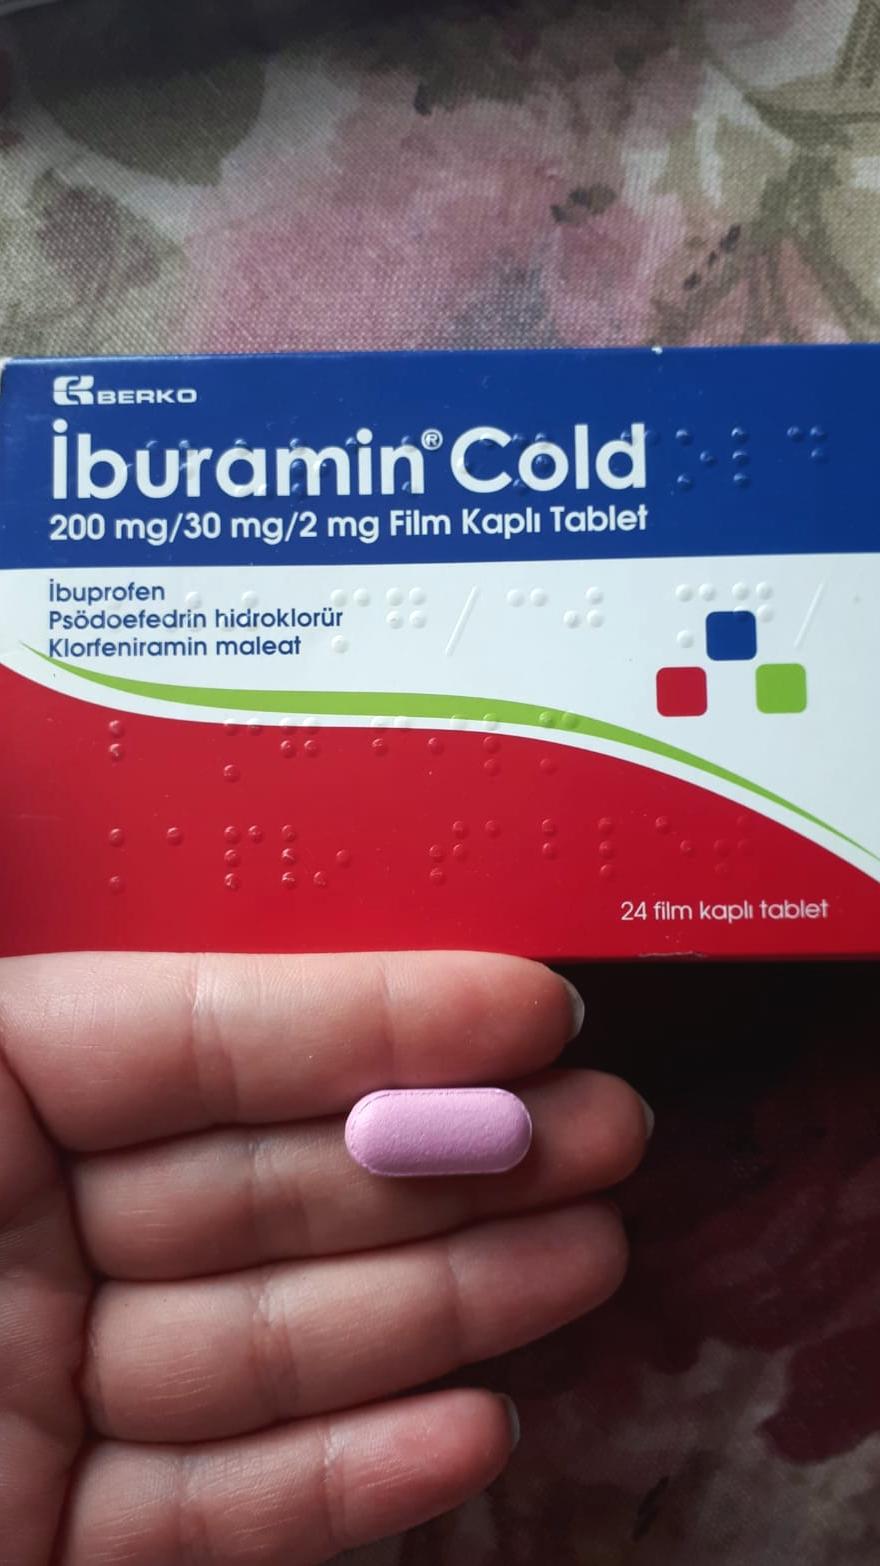 BERKO
İburamin® Cold
200 mg/30 mg/2 mg Film Kaplı Tablet
İbuprofen
Psödoefedrin hidroklorür
Klorfeniramin maleat
24 film kaplı tablet